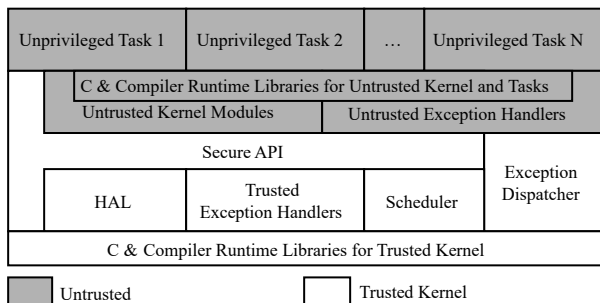 Unprivileged Task 1 Unprivileged Task 2 … Unprivileged Task N
C & Compiler Runtime Libraries for Untrusted Kernel and Tasks
Untrusted Kernel Modules Untrusted Exception Handlers
Secure API
Exception
Dispatcher
HAL
Trusted
Exception Handlers
Scheduler
C & Compiler Runtime Libraries for Trusted Kernel
Untrusted Trusted Kernel